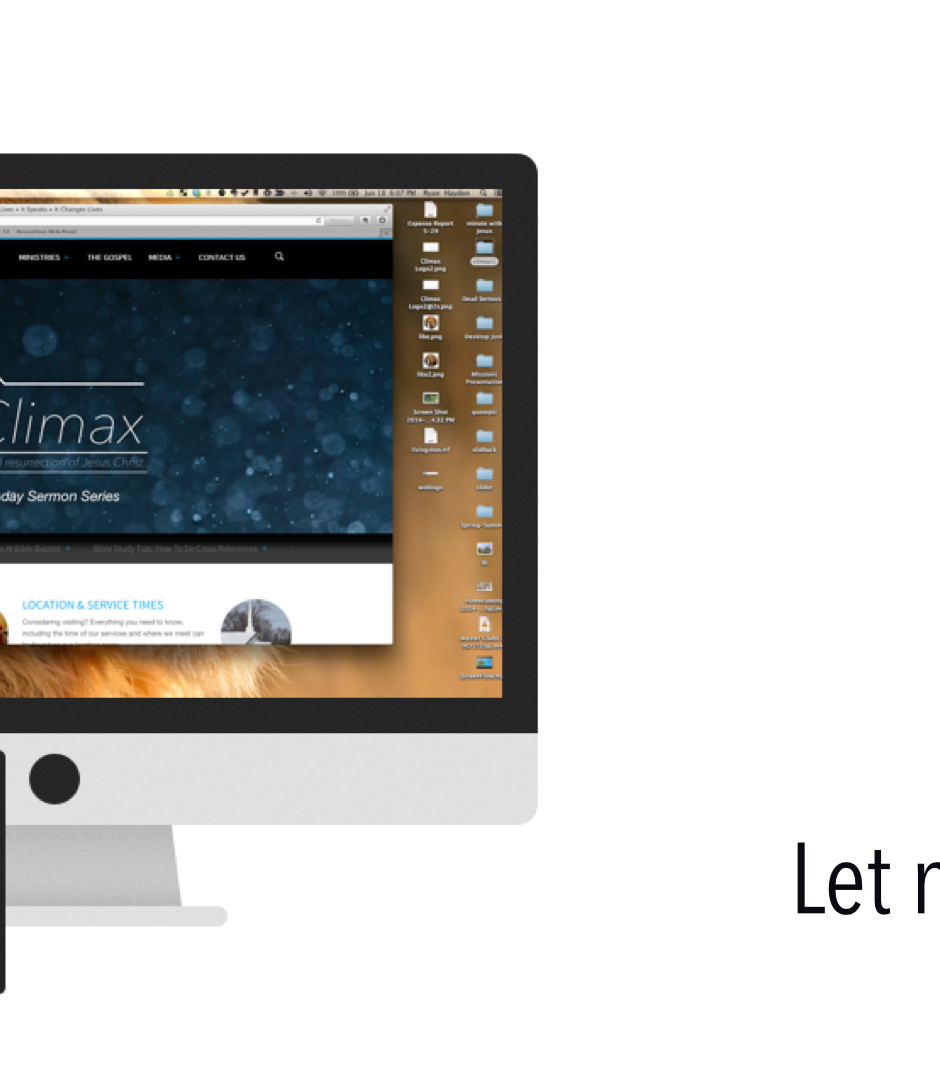 100% Jun 18 6:07 PM Ryan Hayden
Lives » It Speaks » It Changes Lives
MINISTRIES + THE GOSPEL MEDIA + CONTACT US
Climax
resurrection of Jesus Christ
day Sermon Series
At Bible Baptist + Bible Study Tips: How To Do Cross References +
LOCATION & SERVICE TIMES
Considering visiting? Everything you need to know,
including the time of our services and where we meet can
Expense Report
5-29
minute with
Jesus
Climax
Logo2.png
climax1
Climax
Logo2@2x.png
Dead Serious
like.png
Desktop Junk
like2.png
Missions
Presentation
Screen Shot
2014-...4.32 PM
quotepic
livingston.rtf
slidback
weblogo
slider
Spring-Summ
Let